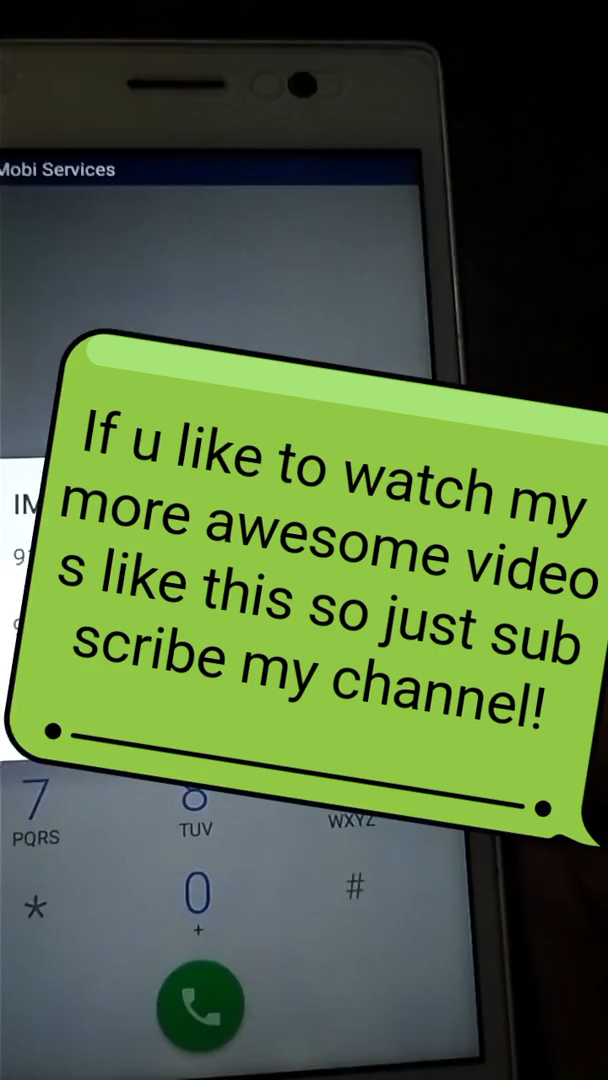 Mobi Services
If u like to watch my
more awesome video
s like this so just sub
scribe my channel!
7
8
PQRS
TUV
WXYZ
*
0
#
+